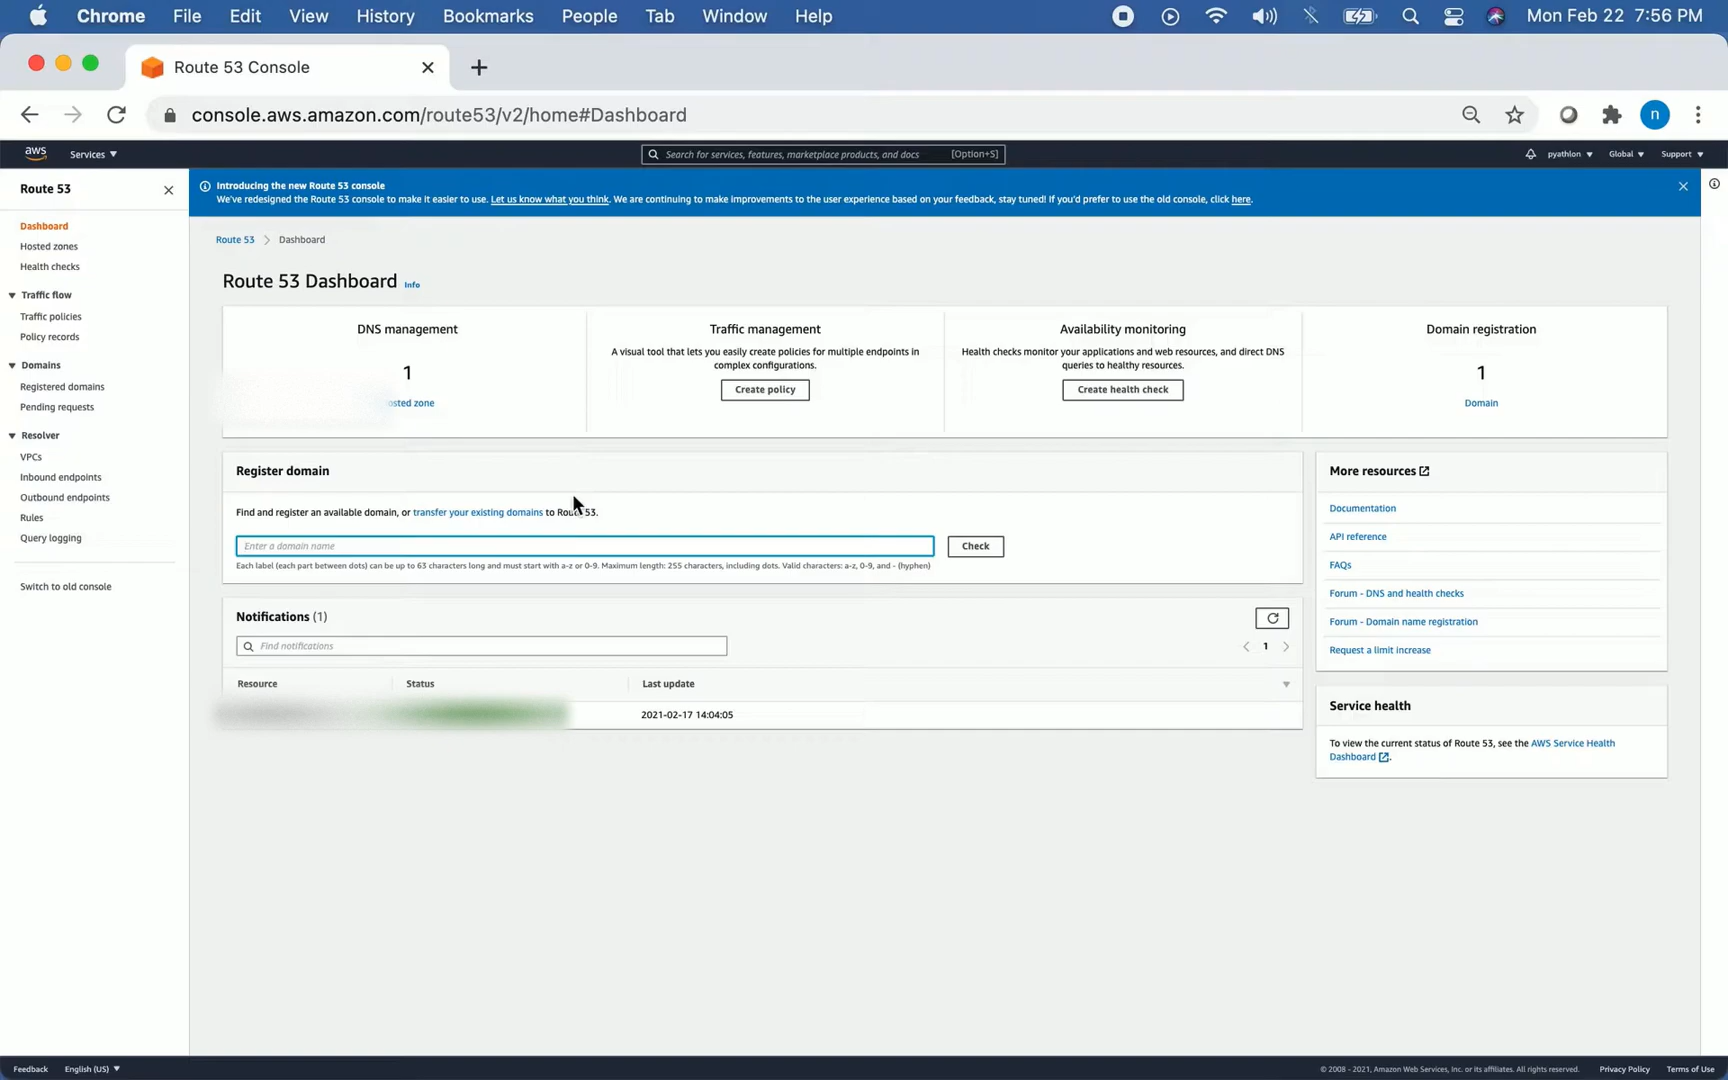 Chrome File Edit View History Bookmarks People Tab Window Help Mon Feb 22 7:56 PM
Route 53 Console
console.aws.amazon.com/route53/v2/home#Dashboard n
aws Services Search for services, features, marketplace products, and docs [Option+S] pyathlon Global Support
Route 53
Dashboard
Hosted zones
Health checks
Traffic flow
Traffic policies
Policy records
Domains
Registered domains
Pending requests
Resolver
VPCs
Inbound endpoints
Outbound endpoints
Rules
Query logging
Switch to old console
Introducing the new Route 53 console
We've redesigned the Route 53 console to make it easier to use. Let us know what you think. We are continuing to make improvements to the user experience based on your feedback, stay tuned! If you'd prefer to use the old console, click here.
Route 53 Dashboard
Route 53 Dashboard Info
DNS management
1
osted zone
Traffic management
A visual tool that lets you easily create policies for multiple endpoints in
complex configurations.
Create policy
Availability monitoring
Health checks monitor your applications and web resources, and direct DNS
queries to healthy resources.
Create health check
Domain registration
1
Domain
Register domain
Find and register an available domain, or transfer your existing domains to Route 53.
Enter a domain name Check
Each label (each part between dots) can be up to 63 characters long and must start with a-z or 0-9. Maximum length: 255 characters, including dots. Valid characters: a-z, 0-9, and - (hyphen)
Notifications (1)
Find notifications 1
Resource Status Last update
2021-02-17 14:04:05
More resources
Documentation
API reference
FAQs
Forum - DNS and health checks
Forum - Domain name registration
Request a limit increase
Service health
To view the current status of Route 53, see the AWS Service Health
Dashboard.
Feedback English (US) © 2008 - 2021, Amazon Web Services, Inc. or its affiliates. All rights reserved. Privacy Policy Terms of Use